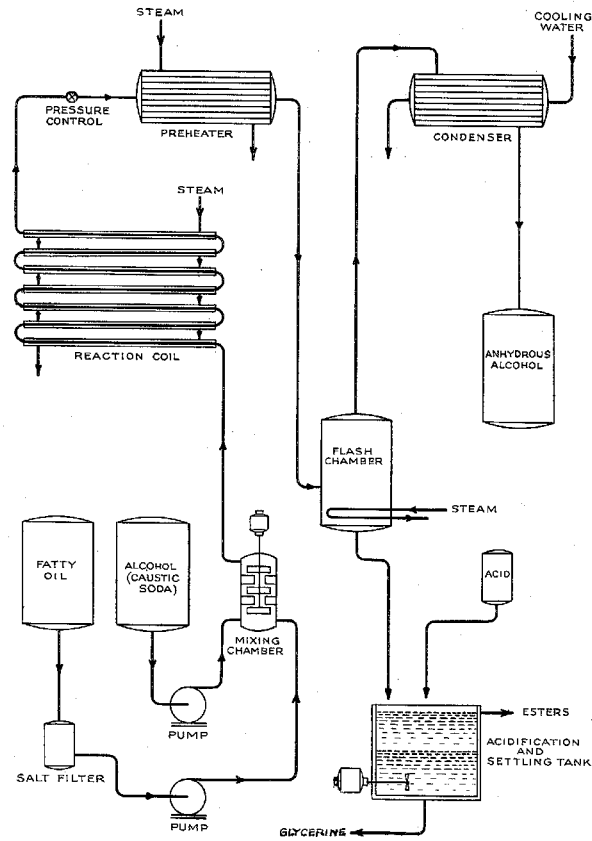 STEAM
COOLING
WATER
PRESSURE
CONTROL
PREHEATER
CONDENSER
STEAM
REACTION COIL
ANHYDROUS
ALCOHOL
FLASH
CHAMBER
STEAM
FATTY
OIL
ALCOHOL
(CAUSTIC
SODA)
ACID
MIXING
CHAMBER
PUMP
ESTERS
ACIDIFICATION
AND
SETTLING TANK
SALT FILTER
PUMP
GLYCERINE